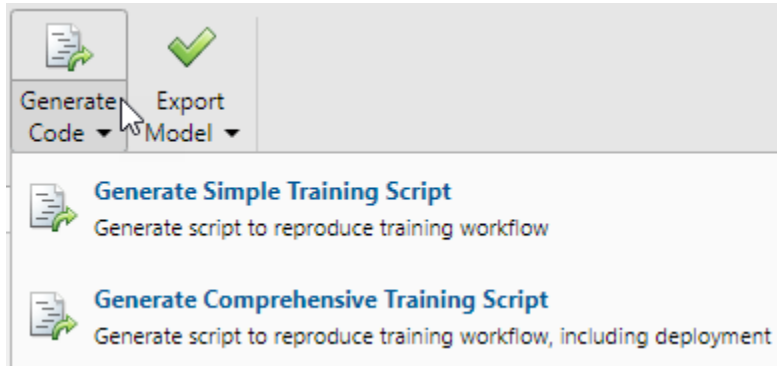 Generate
Code
Export
Model
Generate Simple Training Script
Generate script to reproduce training workflow
Generate Comprehensive Training Script
Generate script to reproduce training workflow, including deployment